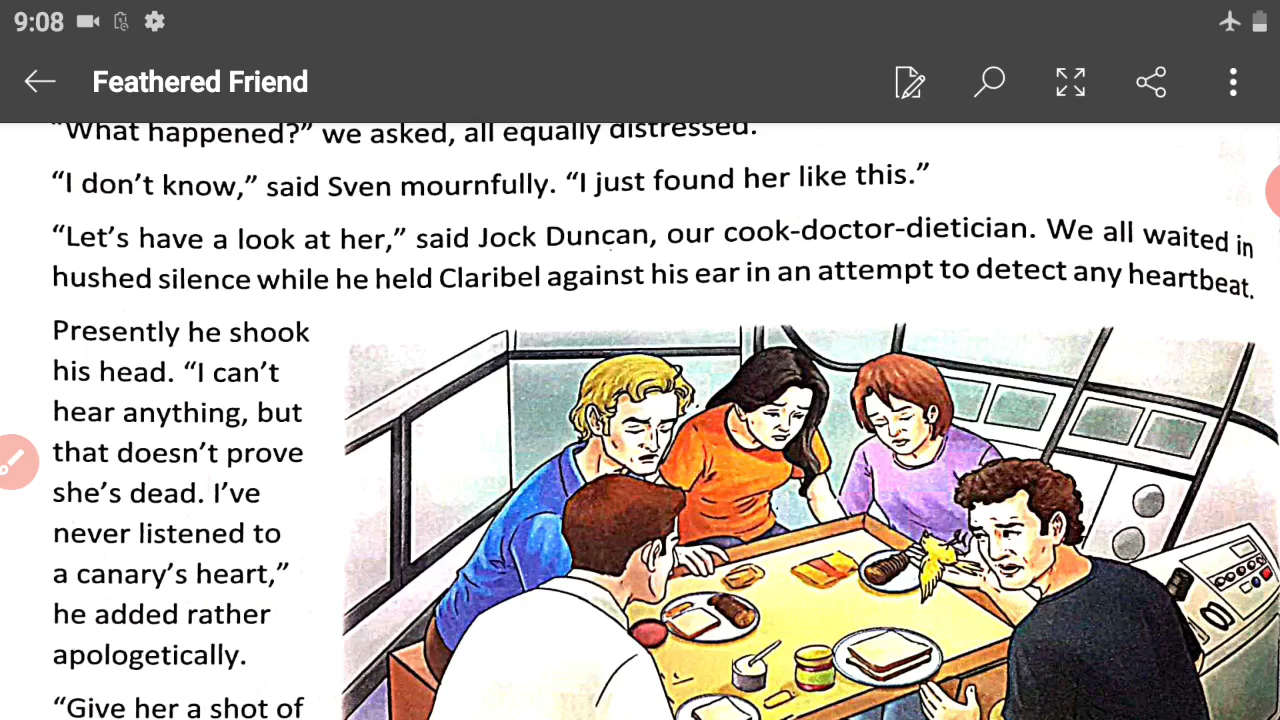 9:08
Feathered Friend
"What happened?" we asked, all equally distressed.
"I don't know," said Sven mournfully. "I just found her like this."
"Let's have a look at her," said Jock Duncan, our cook-doctor-dietician. We all waited in
hushed silence while he held Claribel against his ear in an attempt to detect any heartbeat.
Presently he shook
his head. "I can't
hear anything, but
that doesn't prove
she's dead. I've
never listened to
a canary's heart,"
he added rather
apologetically.
"Give her a shot of